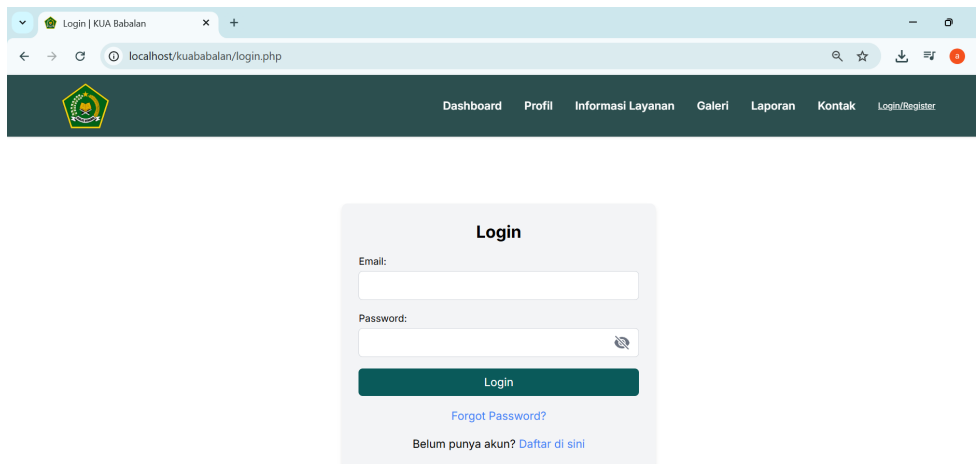 Login | KUA Babalan
localhost/kuababalan/login.php
a
Dashboard Profil Informasi Layanan Galeri Laporan Kontak Login/Register
Login
Email:
Password:
Login
Forgot Password?
Belum punya akun? Daftar di sini